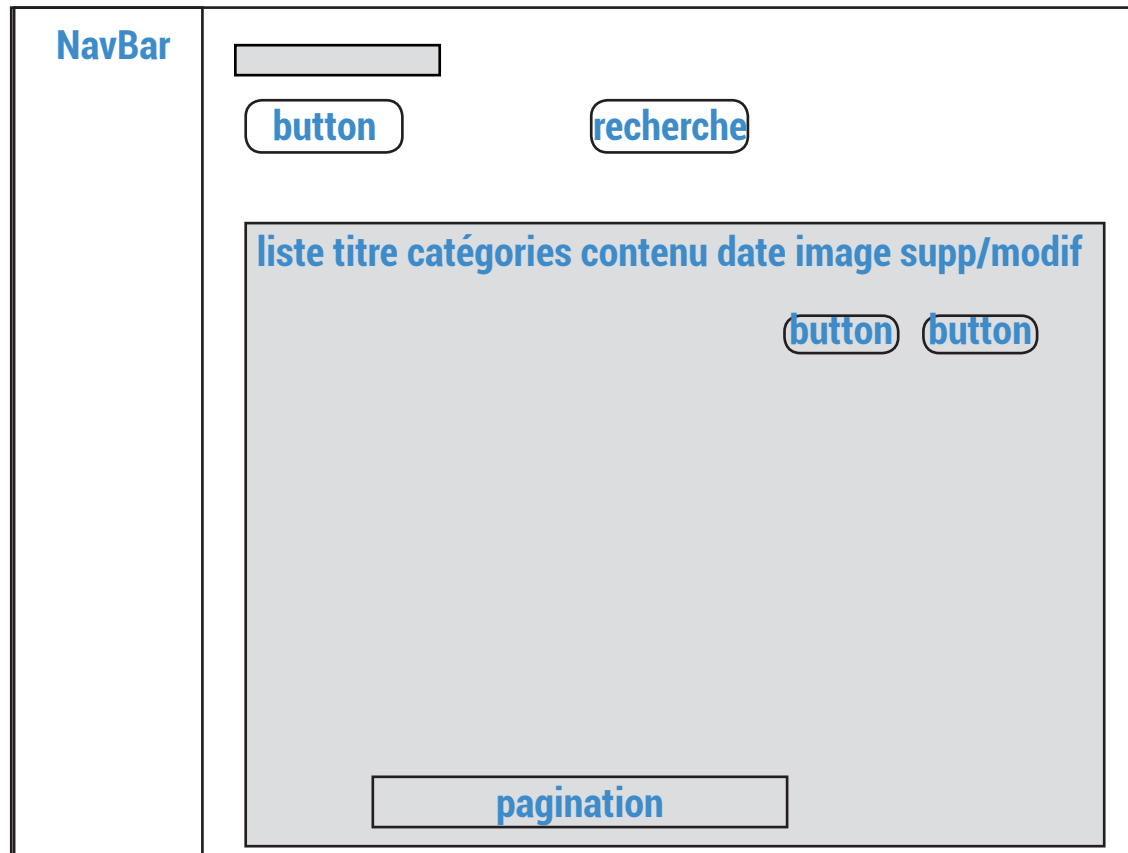 NavBar
button
recherche
liste titre catégories contenu date image supp/modif
button button
pagination